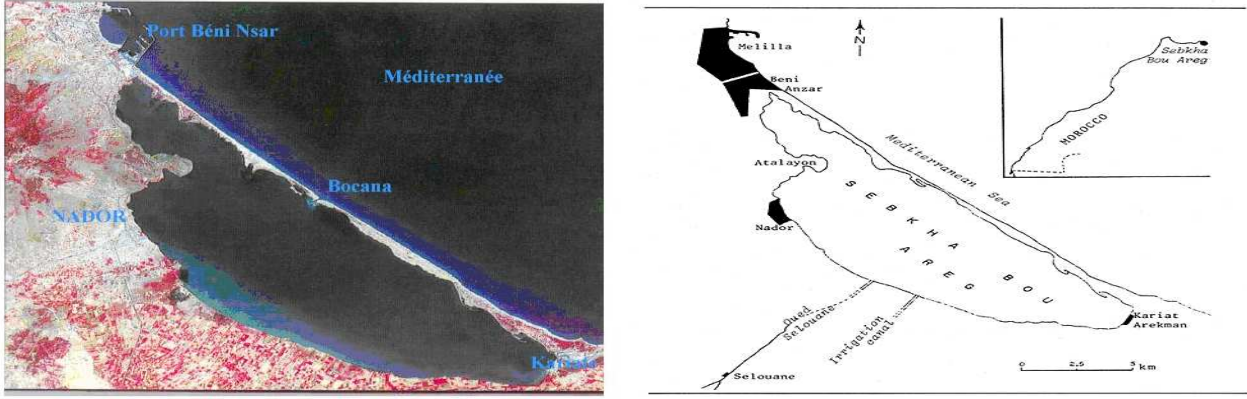 Port Béni Nsar
Méditerranée
Bocana
NADOR
Melilla
Beni
Anzar
N
Atalayon
Nador
Mediterranean Sea
SEBKHA BOU
AREG
Oued
Selouane
Irrigation
canal
Selouane
Kariat
Arekman
0 2.5 5
km
Sebkha
Bou Areg
MOROCCO